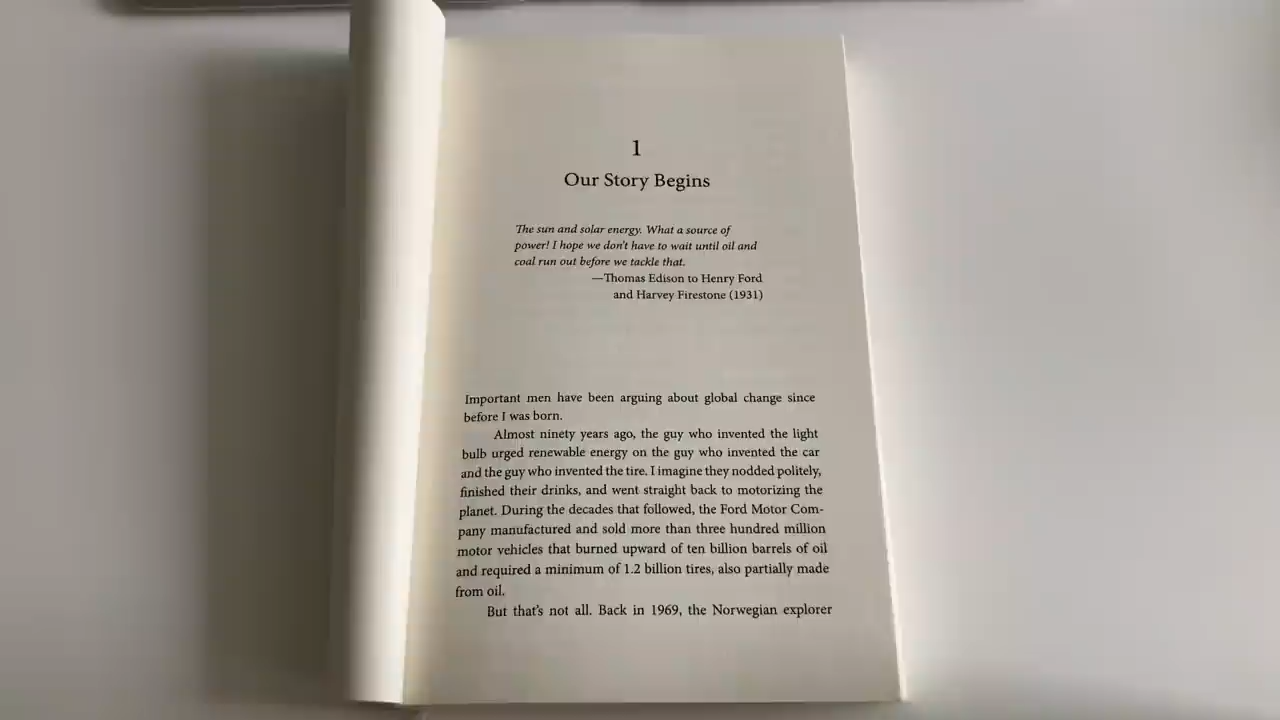 1
Our Story Begins
The sun and solar energy. What a source of
power! I hope we don't have to wait until oil and
coal run out before we tackle that.
—Thomas Edison to Henry Ford
and Harvey Firestone (1931)
Important men have been arguing about global change since
before I was born.
Almost ninety years ago, the guy who invented the light
bulb urged renewable energy on the guy who invented the car
and the guy who invented the tire. I imagine they nodded politely,
finished their drinks, and went straight back to motorizing the
planet. During the decades that followed, the Ford Motor Com-
pany manufactured and sold more than three hundred million
motor vehicles that burned upward of ten billion barrels of oil
and required a minimum of 1.2 billion tires, also partially made
from oil.
But that's not all. Back in 1969, the Norwegian explorer